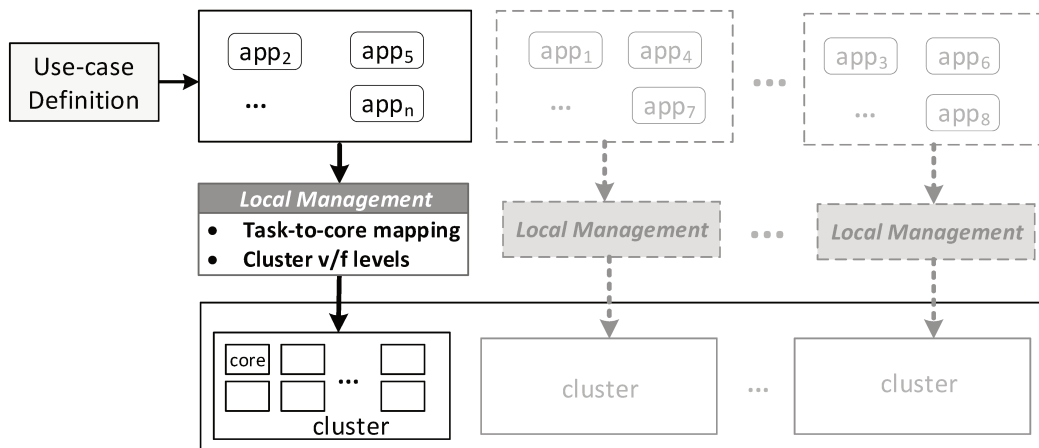 Use-case
Definition
app2 app5
... appn
app1 app4
... app7
...
app3 app6
... app8
Local Management
• Task-to-core mapping
• Cluster v/f levels
Local Management
...
Local Management
core
...
cluster
cluster
...
cluster